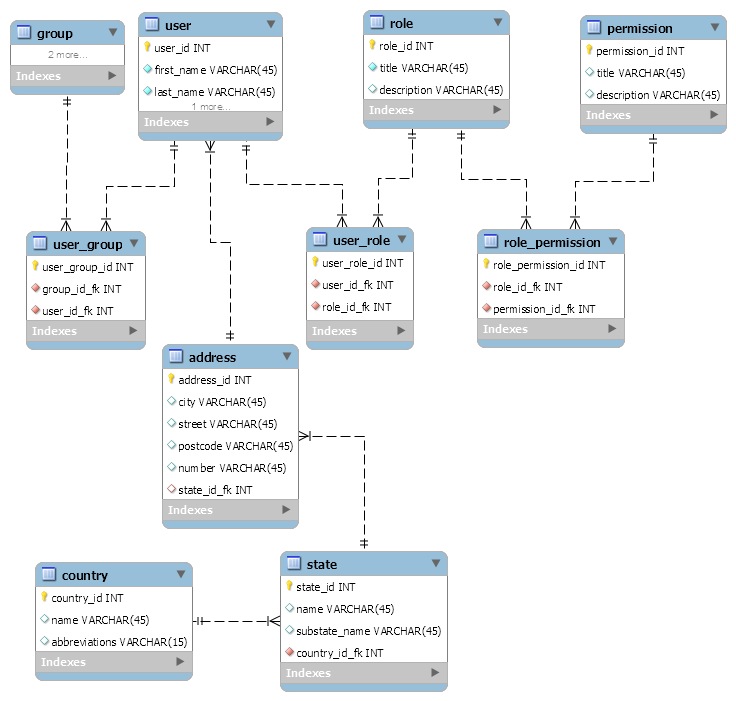 group
2 more...
Indexes
user
user_id INT
first_name VARCHAR(45)
last_name VARCHAR(45)
1 more...
Indexes
role
role_id INT
title VARCHAR(45)
description VARCHAR(45)
Indexes
permission
permission_id INT
title VARCHAR(45)
description VARCHAR(45)
Indexes
user_group
user_group_id INT
group_id_fk INT
user_id_fk INT
Indexes
user_role
user_role_id INT
user_id_fk INT
role_id_fk INT
Indexes
role_permission
role_permission_id INT
role_id_fk INT
permission_id_fk INT
Indexes
address
address_id INT
city VARCHAR(45)
street VARCHAR(45)
postcode VARCHAR(45)
number VARCHAR(45)
state_id_fk INT
Indexes
country
country_id INT
name VARCHAR(45)
abbreviations VARCHAR(15)
Indexes
state
state_id INT
name VARCHAR(45)
substate_name VARCHAR(45)
country_id_fk INT
Indexes